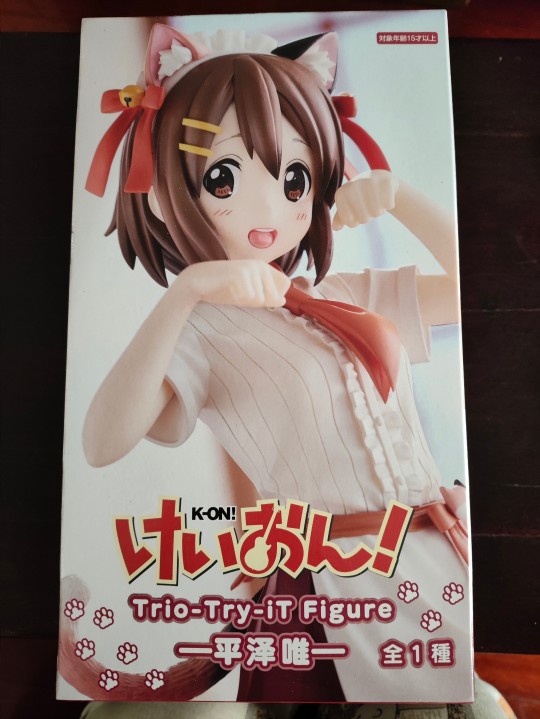 対象年齢15才以上
K-ON!
けいおん!
Trio-Try-iT Figure
―平泽唯―
全1種